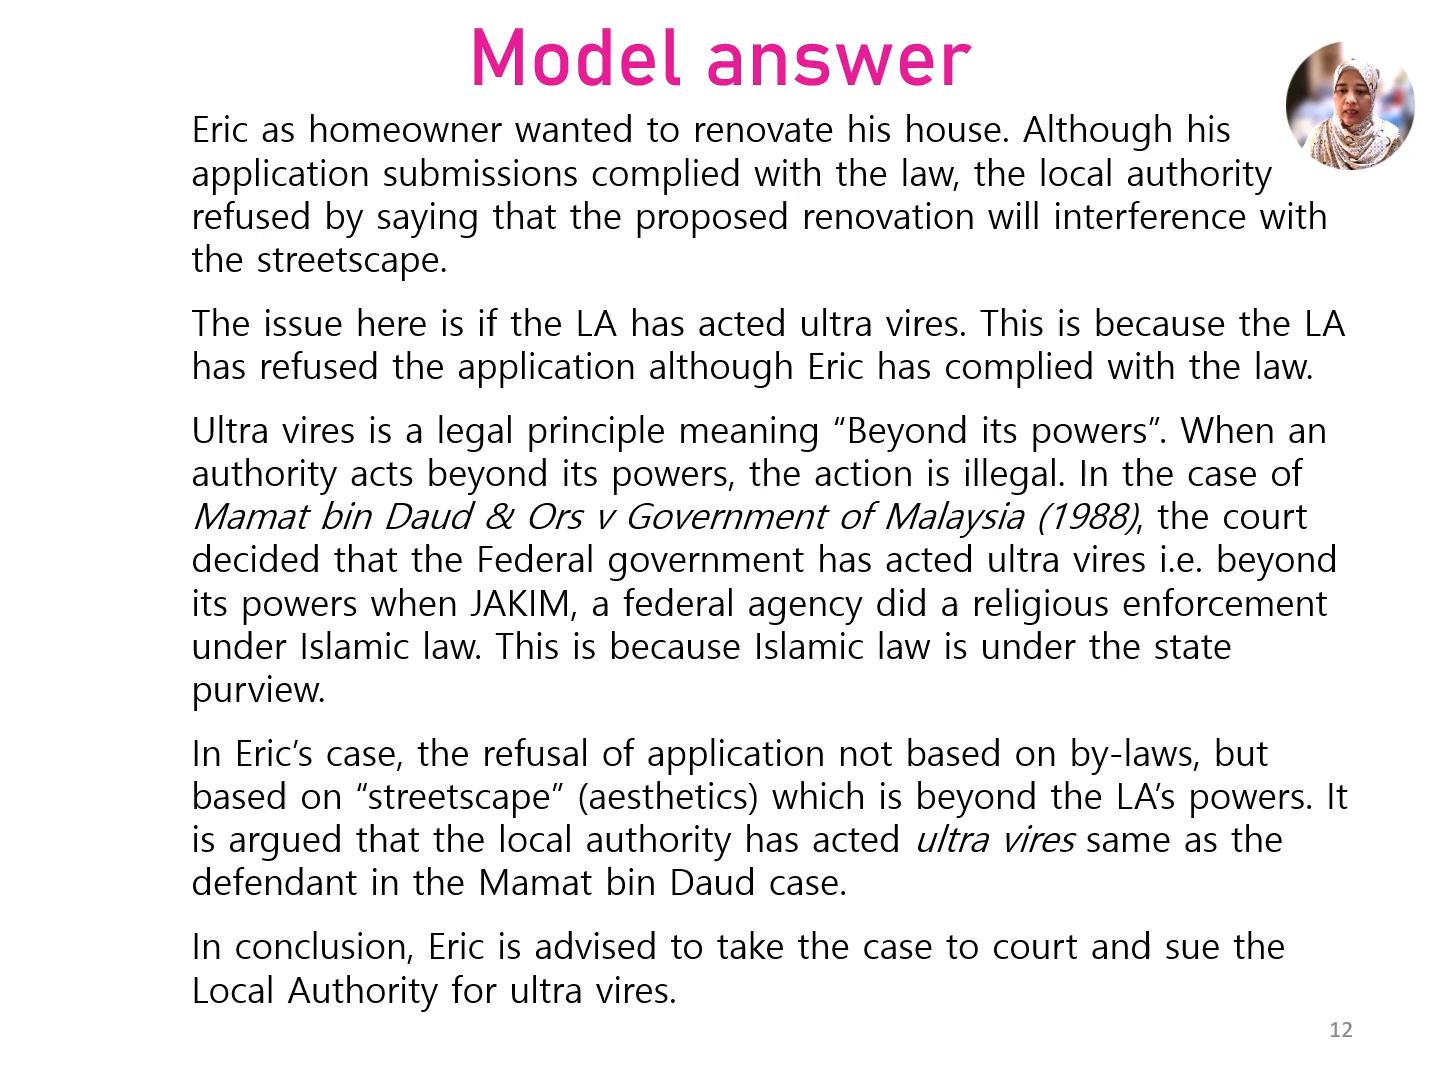 Model answer
Eric as homeowner wanted to renovate his house. Although his
application submissions complied with the law, the local authority
refused by saying that the proposed renovation will interference with
the streetscape.
The issue here is if the LA has acted ultra vires. This is because the LA
has refused the application although Eric has complied with the law.
Ultra vires is a legal principle meaning “Beyond its powers”. When an
authority acts beyond its powers, the action is illegal. In the case of
Mamat bin Daud & Ors v Government of Malaysia (1988), the court
decided that the Federal government has acted ultra vires i.e. beyond
its powers when JAKIM, a federal agency did a religious enforcement
under Islamic law. This is because Islamic law is under the state
purview.
In Eric’s case, the refusal of application not based on by-laws, but
based on “streetscape” (aesthetics) which is beyond the LA’s powers. It
is argued that the local authority has acted ultra vires same as the
defendant in the Mamat bin Daud case.
In conclusion, Eric is advised to take the case to court and sue the
Local Authority for ultra vires.
12